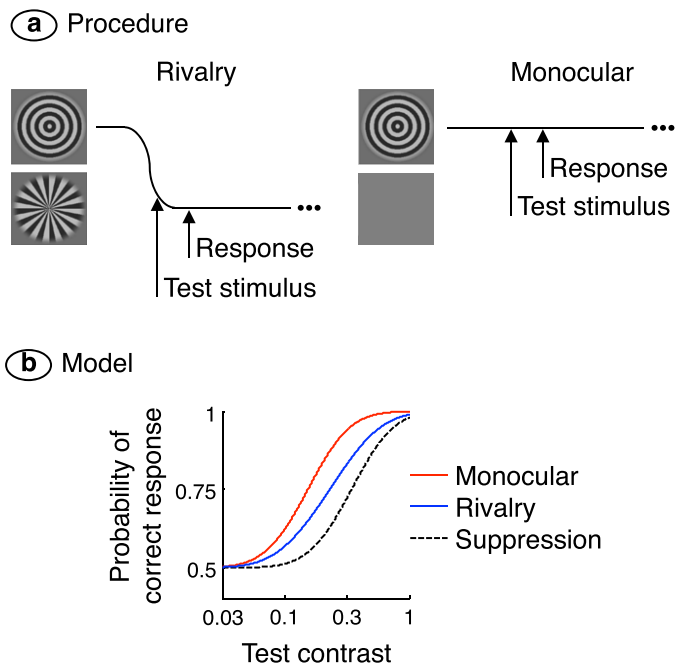 a Procedure
Rivalry
Monocular
Response
Test stimulus
Response
Test stimulus
b Model
Probability of
correct response
1
0.75
0.5
0.03 0.1 0.3 1
Test contrast
Monocular
Rivalry
Suppression